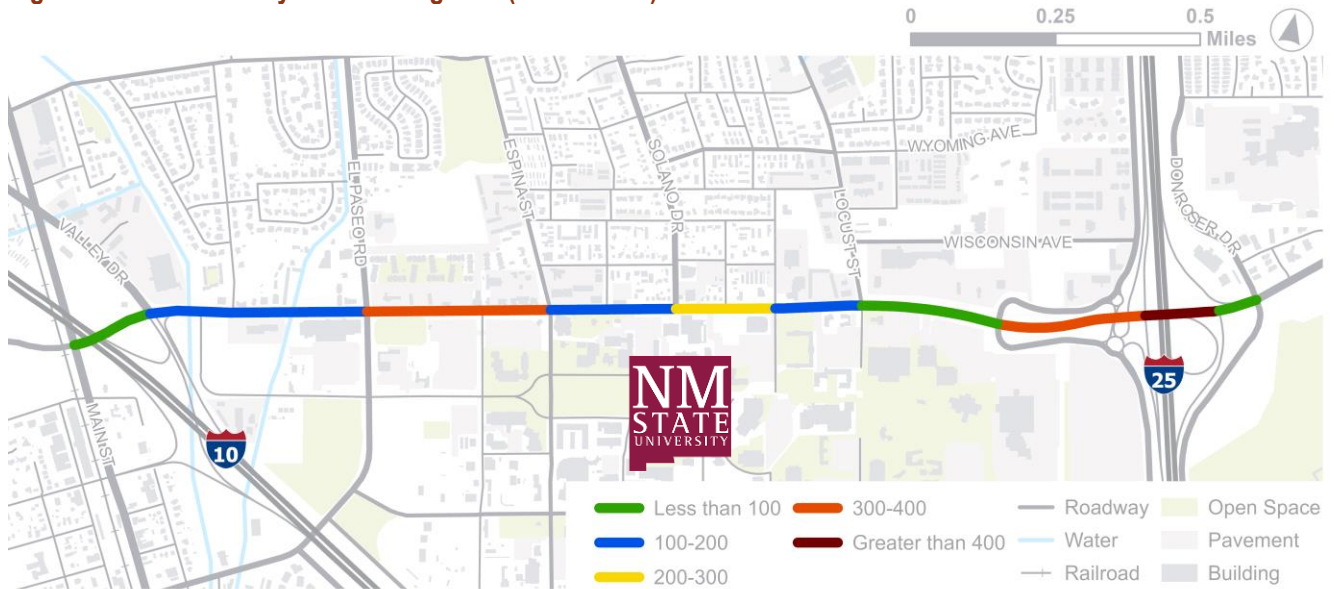 0 0.25 0.5
Miles
WYOMING AVE
ESPINA ST
SOLANO DR
EL PASEO RD
DONROSER DR
LOCUST ST
VALLEY DR
WISCONSIN AVE
NM
STATE
UNIVERSITY
25
MAIN ST
10
Less than 100
300-400
Roadway
Open Space
100-200
Greater than 400
Water
Pavement
200-300
Railroad
Building